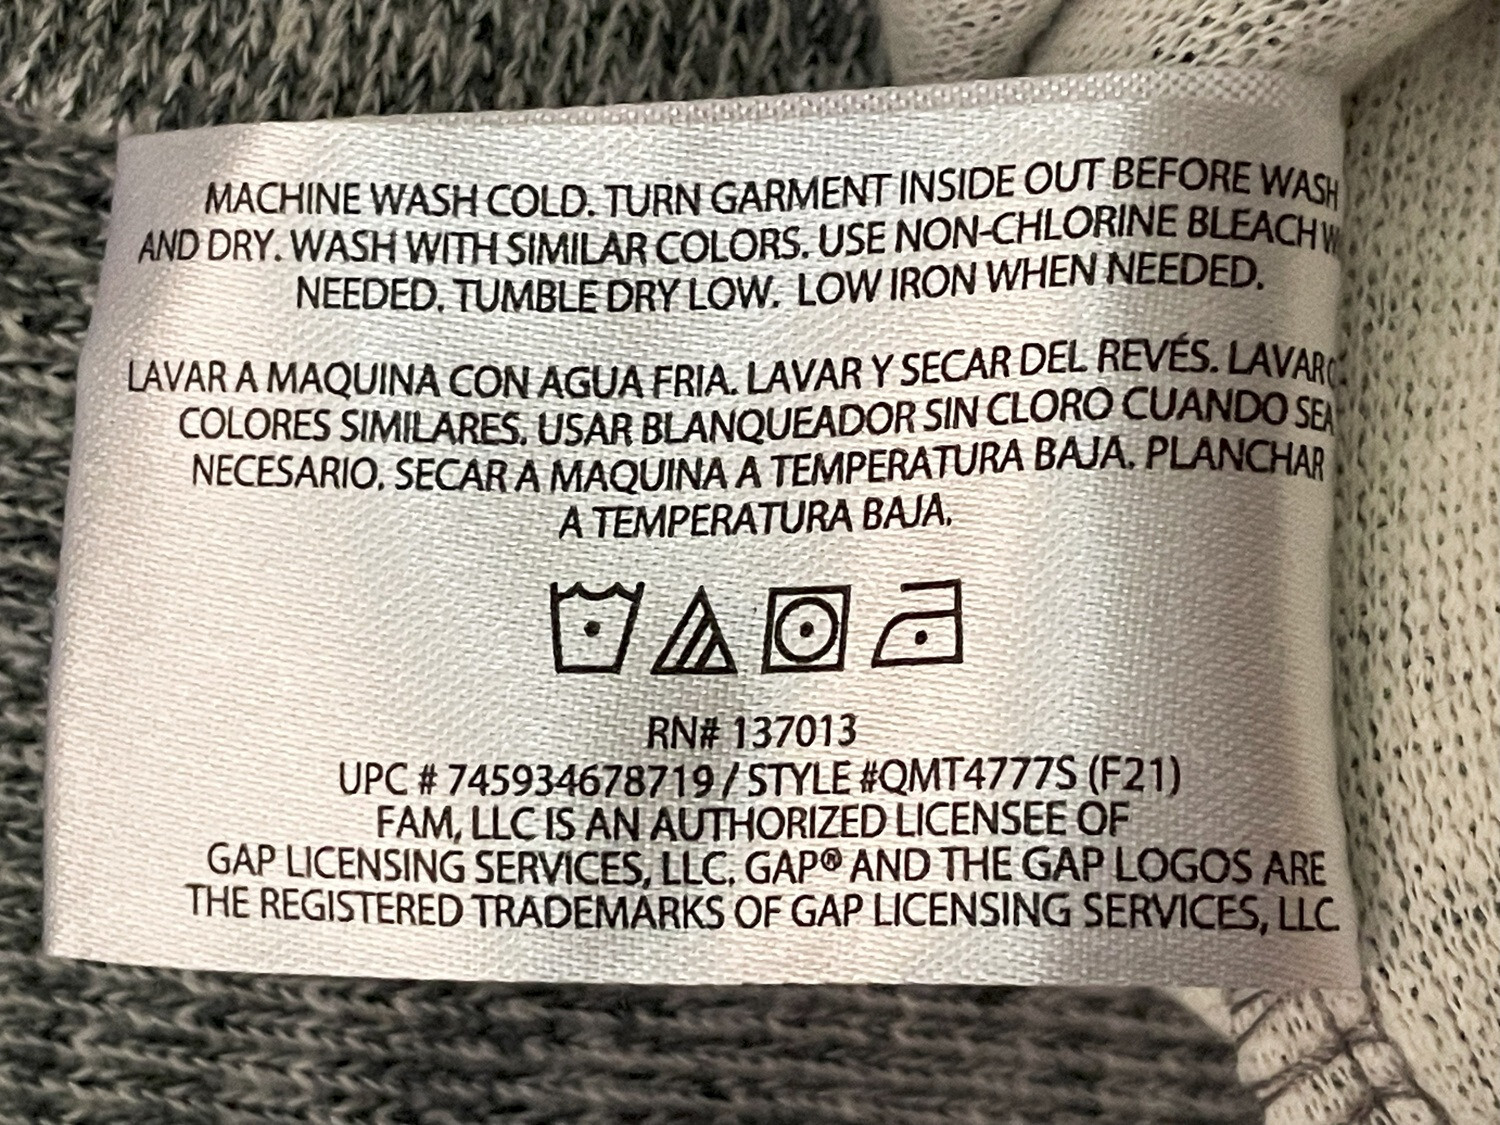 MACHINE WASH COLD. TURN GARMENT INSIDE OUT BEFORE WASH
AND DRY. WASH WITH SIMILAR COLORS. USE NON-CHLORINE BLEACH
NEEDED. TUMBLE DRY LOW. LOW IRON WHEN NEEDED.
LAVAR A MAQUINA CON AGUA FRIA. LAVAR Y SECAR DEL REVÉS. LAVAR
COLORES SIMILARES. USAR BLANQUEADOR SIN CLORO CUANDO SEA
NECESARIO. SECAR A MAQUINA A TEMPERATURA BAJA. PLANCHAR
A TEMPERATURA BAJA.
RN# 137013
UPC # 745934678719 / STYLE #QMT4777S (F21)
FAM, LLC IS AN AUTHORIZED LICENSEE OF
GAP LICENSING SERVICES, LLC. GAP® AND THE GAP LOGOS ARE
THE REGISTERED TRADEMARKS OF GAP LICENSING SERVICES, LLC